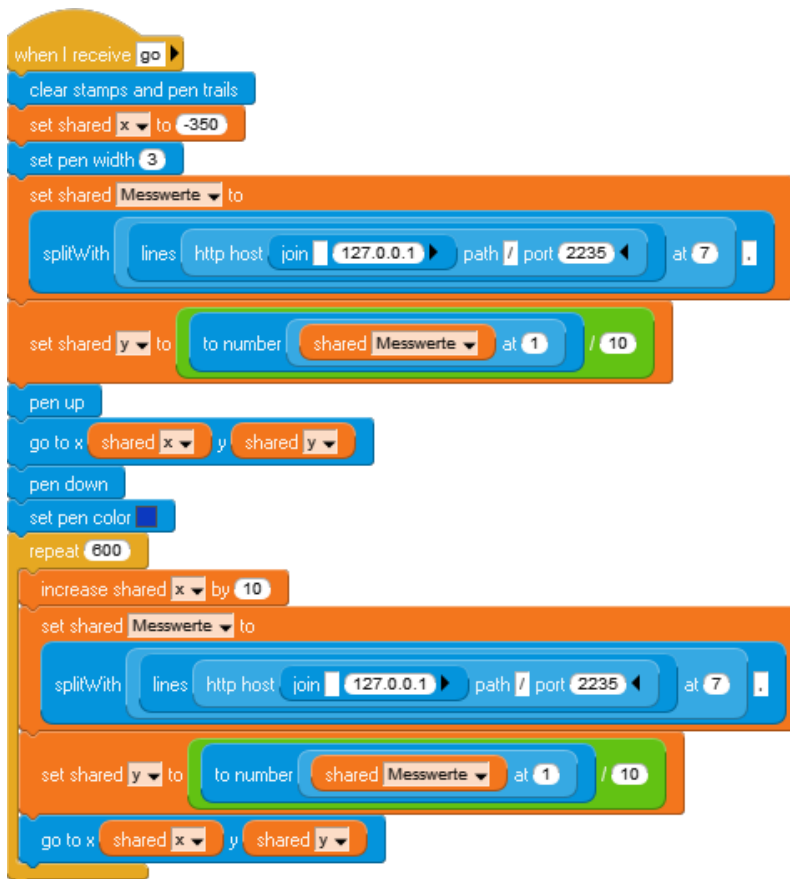 when I receive go
clear stamps and pen trails
set shared x to -350
set pen width 3
set shared Messwerte to
splitWith lines http host join 127.0.0.1 path / port 2235 at 7 .
set shared y to to number shared Messwerte at 1 / 10
pen up
go to x shared x y shared y
pen down
set pen color
repeat 600
increase shared x by 10
set shared Messwerte to
splitWith lines http host join 127.0.0.1 path / port 2235 at 7 .
set shared y to to number shared Messwerte at 1 / 10
go to x shared x y shared y